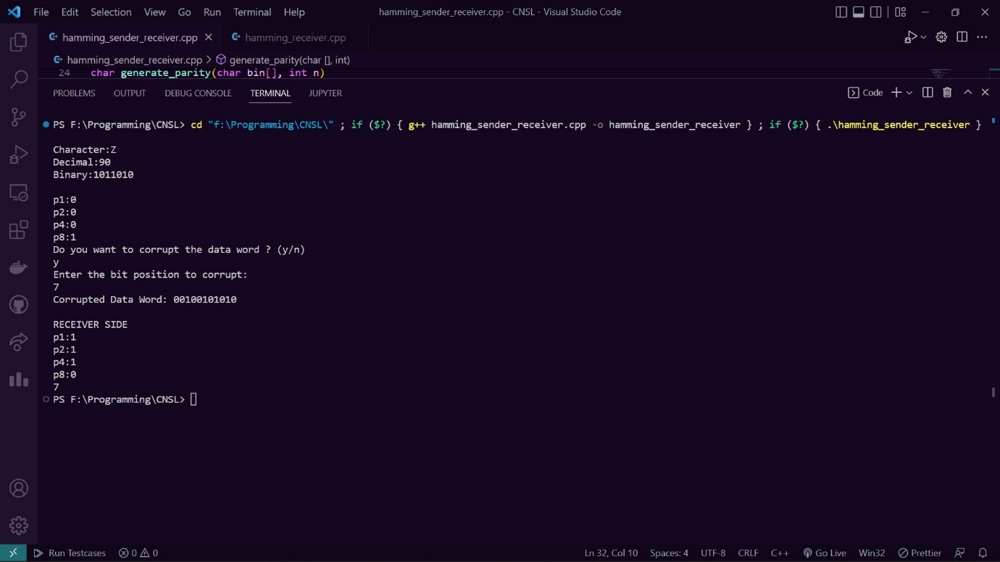 File Edit Selection View Go Run Terminal Help hamming_sender_receiver.cpp - CNSL - Visual Studio Code
hamming_sender_receiver.cpp hamming_receiver.cpp
hamming_sender_receiver.cpp > generate_parity(char [], int)
24 char generate_parity(char bin[], int n)
PROBLEMS OUTPUT DEBUG CONSOLE TERMINAL JUPYTER Code
PS F:\Programming\CNSL> cd "f:\Programming\CNSL\" ; if ($?) { g++ hamming_sender_receiver.cpp -o hamming_sender_receiver } ; if ($?) { .\hamming_sender_receiver }
Character:Z
Decimal:90
Binary:1011010
p1:0
p2:0
p4:0
p8:1
Do you want to corrupt the data word ? (y/n)
y
Enter the bit position to corrupt:
7
Corrupted Data Word: 00100101010
RECEIVER SIDE
p1:1
p2:1
p4:1
p8:0
7
PS F:\Programming\CNSL>
Run Testcases 0 0 Ln 32, Col 10 Spaces: 4 UTF-8 CRLF C++ Go Live Win32 Prettier